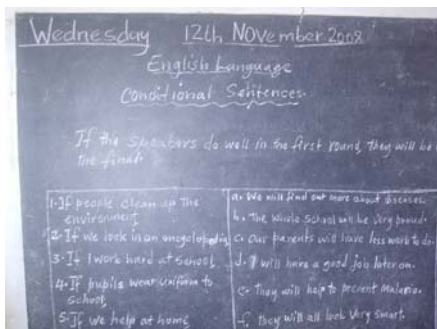 Wednesday 12th November 2008
English Language
Conditional Sentences.
If the speakers do well in the first round, they will be
the final.
1. If people clean up the
environment
2. If we look in an encyclopedia
3. If I work hard at school
4. If pupils wear uniform to
school,
5. If we help at home
a. We will find out more about diseases.
b. The whole school will be very proud.
c. Our parents will have less work to do.
d. I will have a good job later on.
e. They will help to prevent malaria.
f. they will all look very smart.